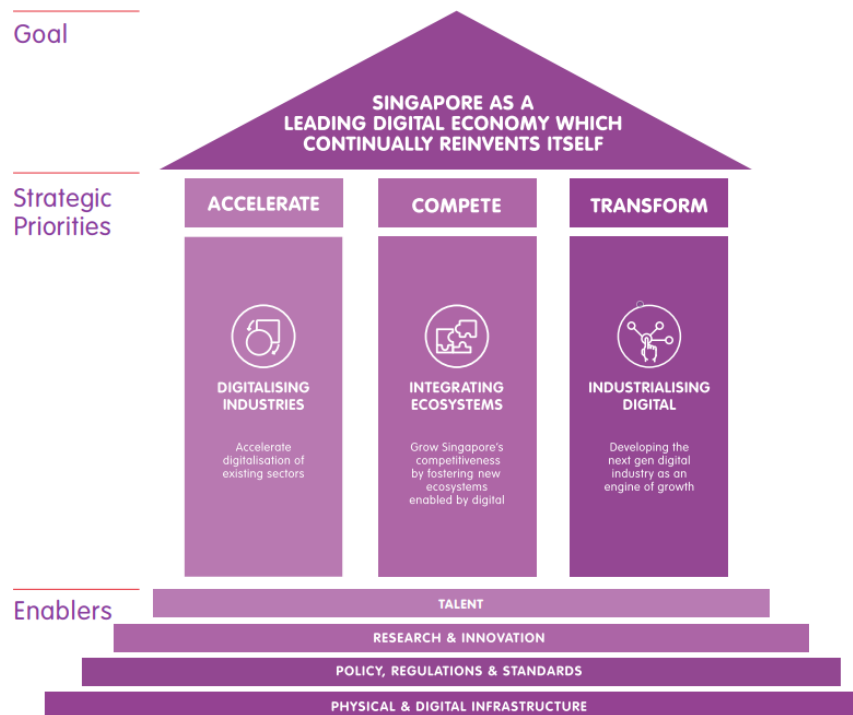 Goal
SINGAPORE AS A
LEADING DIGITAL ECONOMY WHICH
CONTINUALLY REINVENTS ITSELF
Strategic
Priorities
ACCELERATE
COMPETE
TRANSFORM
DIGITALISING
INDUSTRIES
Accelerate
digitalisation of
existing sectors
INTEGRATING
ECOSYSTEMS
Grow Singapore's
competitiveness
by fostering new
ecosystems
enabled by digital
INDUSTRIALISING
DIGITAL
Developing the
next gen digital
industry as an
engine of growth
Enablers
TALENT
RESEARCH & INNOVATION
POLICY, REGULATIONS & STANDARDS
PHYSICAL & DIGITAL INFRASTRUCTURE